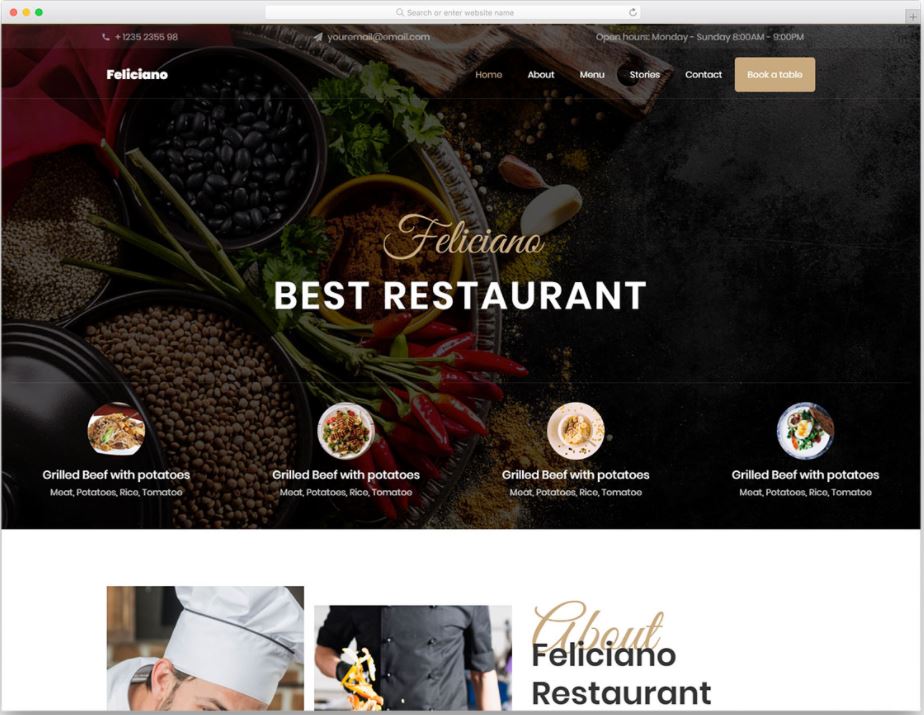 Search or enter website name
+ 1235 2355 98
youremail@email.com
Open hours: Monday - Sunday 8:00AM - 9:00PM
Feliciano
Home
About
Menu
Stories
Contact
Book a table
Feliciano
BEST RESTAURANT
Grilled Beef with potatoes
Meat, Potatoes, Rice, Tomatoe
Grilled Beef with potatoes
Meat, Potatoes, Rice, Tomatoe
Grilled Beef with potatoes
Meat, Potatoes, Rice, Tomatoe
Grilled Beef with potatoes
Meat, Potatoes, Rice, Tomatoe
About
Feliciano
Restaurant